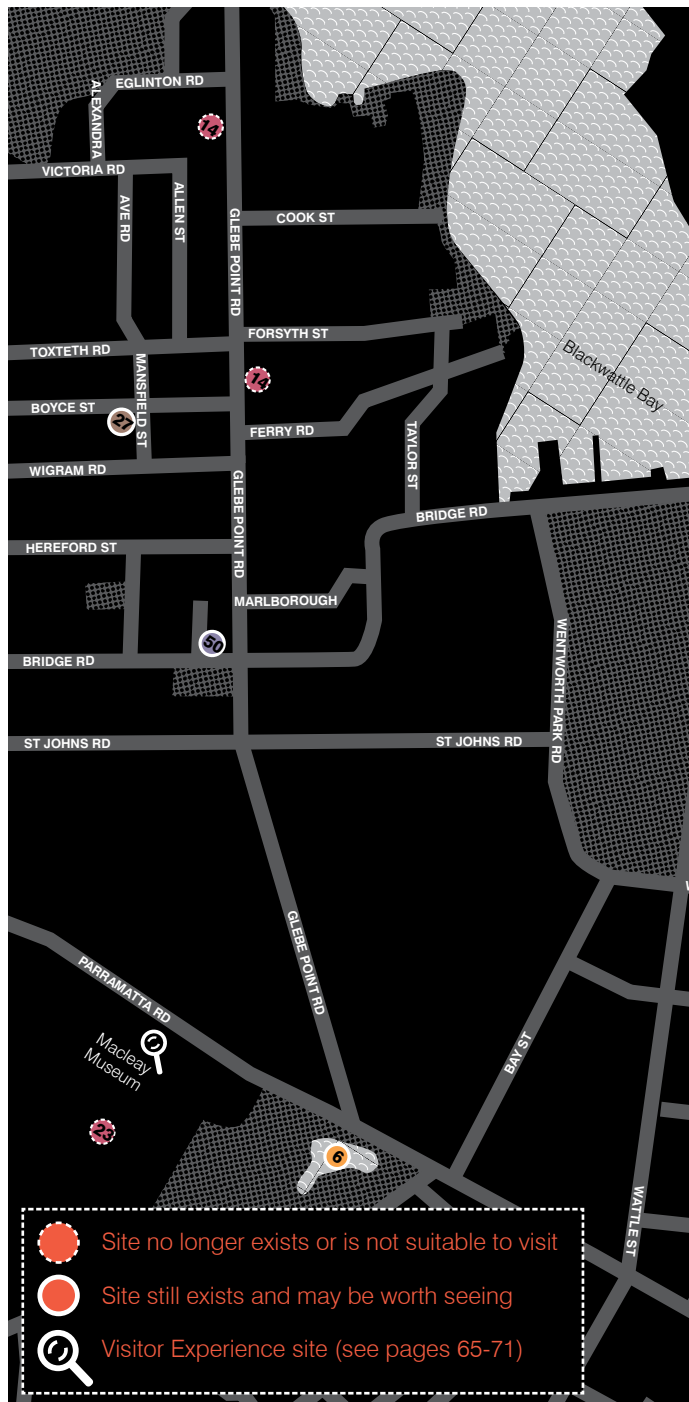 EGLINTON RD
ALEXANDRA
14
VICTORIA RD
AVE RD
ALLEN ST
GLEBE POINT RD
COOK ST
FORSYTH ST
TOXTETH RD
MANSFIELD ST
14
Blackwattle Bay
BOYCE ST
27
FERRY RD
TAYLOR ST
WIGRAM RD
GLEBE POINT RD
BRIDGE RD
HEREFORD ST
MARLBOROUGH
50
BRIDGE RD
WENTWORTH PARK RD
ST JOHNS RD
ST JOHNS RD
W
GLEBE POINT RD
PARRAMATTA RD
Macleay
Museum
BAY ST
23
6
WATTLE ST
Site no longer exists or is not suitable to visit
Site still exists and may be worth seeing
Visitor Experience site (see pages 65-71)